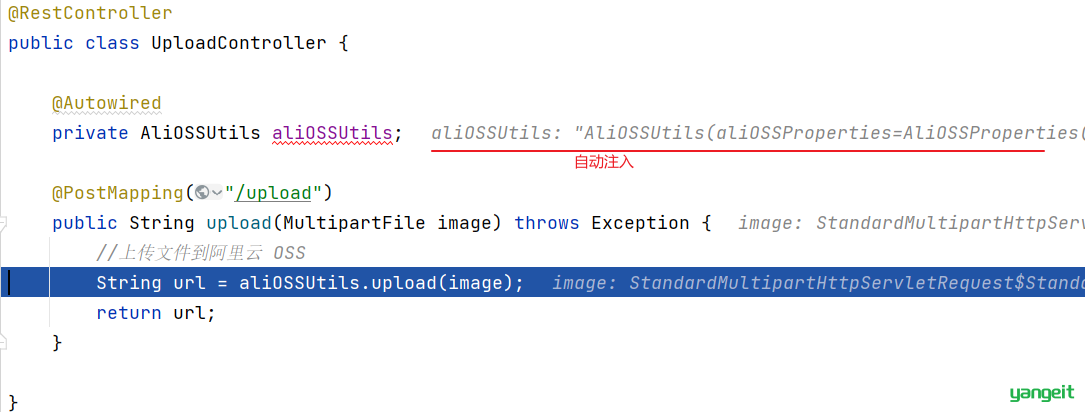 @RestController
public class UploadController {
@Autowired
private AliOSSUtils aliOSSUtils; aliOSSUtils: "AliOSSUtils(aliOSSProperties=AliOSSProperties(
自动注入
@PostMapping("/upload")
public String upload(MultipartFile image) throws Exception { image: StandardMultipartHttpServ
//上传文件到阿里云 OSS
String url = aliOSSUtils.upload(image); image: StandardMultipartHttpServletRequest$Standa
return url;
}
}
yangeit